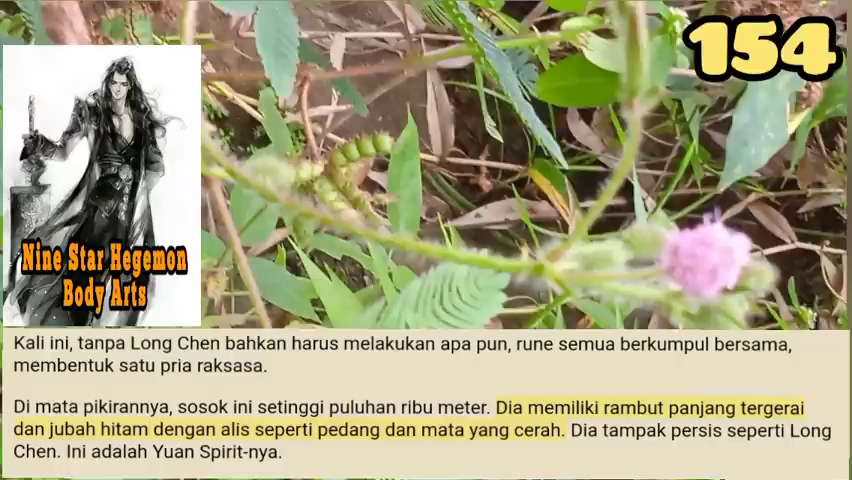 154
Nine Star Hegemon
Body Arts
Kali ini, tanpa Long Chen bahkan harus melakukan apa pun, rune semua berkumpul bersama,
membentuk satu pria raksasa.
Di mata pikirannya, sosok ini setinggi puluhan ribu meter. Dia memiliki rambut panjang tergerai
dan jubah hitam dengan alis seperti pedang dan mata yang cerah. Dia tampak persis seperti Long
Chen. Ini adalah Yuan Spirit-nya.